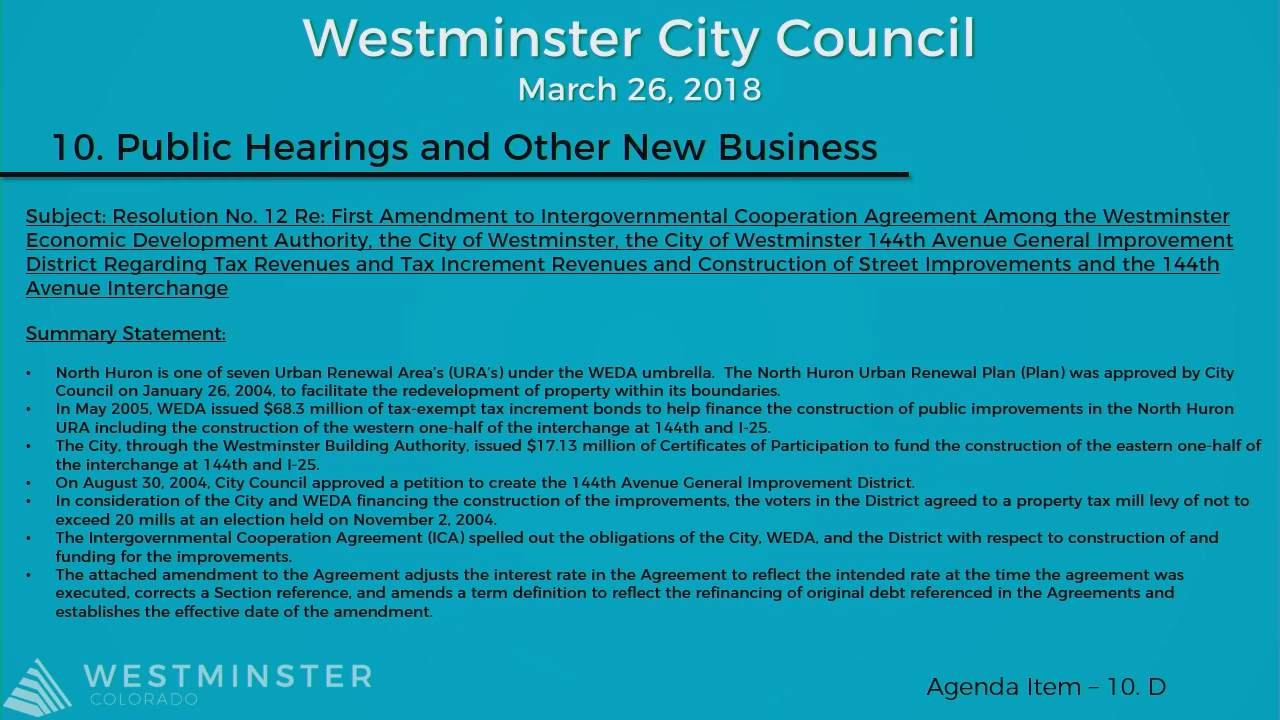 Westminster City Council
March 26, 2018
10. Public Hearings and Other New Business
Subject: Resolution No. 12 Re: First Amendment to Intergovernmental Cooperation Agreement Among the Westminster
Economic Development Authority, the City of Westminster, the City of Westminster 144th Avenue General Improvement
District Regarding Tax Revenues and Tax Increment Revenues and Construction of Street Improvements and the 144th
Avenue Interchange
Summary Statement:
• North Huron is one of seven Urban Renewal Area's (URA's) under the WEDA umbrella. The North Huron Urban Renewal Plan (Plan) was approved by City
Council on January 26, 2004, to facilitate the redevelopment of property within its boundaries.
• In May 2005, WEDA issued $68.3 million of tax-exempt tax increment bonds to help finance the construction of public improvements in the North Huron
URA including the construction of the western one-half of the interchange at 144th and I-25.
• The City, through the Westminster Building Authority, issued $17.13 million of Certificates of Participation to fund the construction of the eastern one-half of
the interchange at 144th and I-25.
• On August 30, 2004, City Council approved a petition to create the 144th Avenue General Improvement District.
• In consideration of the City and WEDA financing the construction of the improvements, the voters in the District agreed to a property tax mill levy of not to
exceed 20 mills at an election held on November 2, 2004.
• The Intergovernmental Cooperation Agreement (ICA) spelled out the obligations of the City, WEDA, and the District with respect to construction of and
funding for the improvements.
• The attached amendment to the Agreement adjusts the interest rate in the Agreement to reflect the intended rate at the time the agreement was
executed, corrects a Section reference, and amends a term definition to reflect the refinancing of original debt referenced in the Agreements and
establishes the effective date of the amendment.
WESTMINSTER
COLORADO
Agenda Item – 10. D